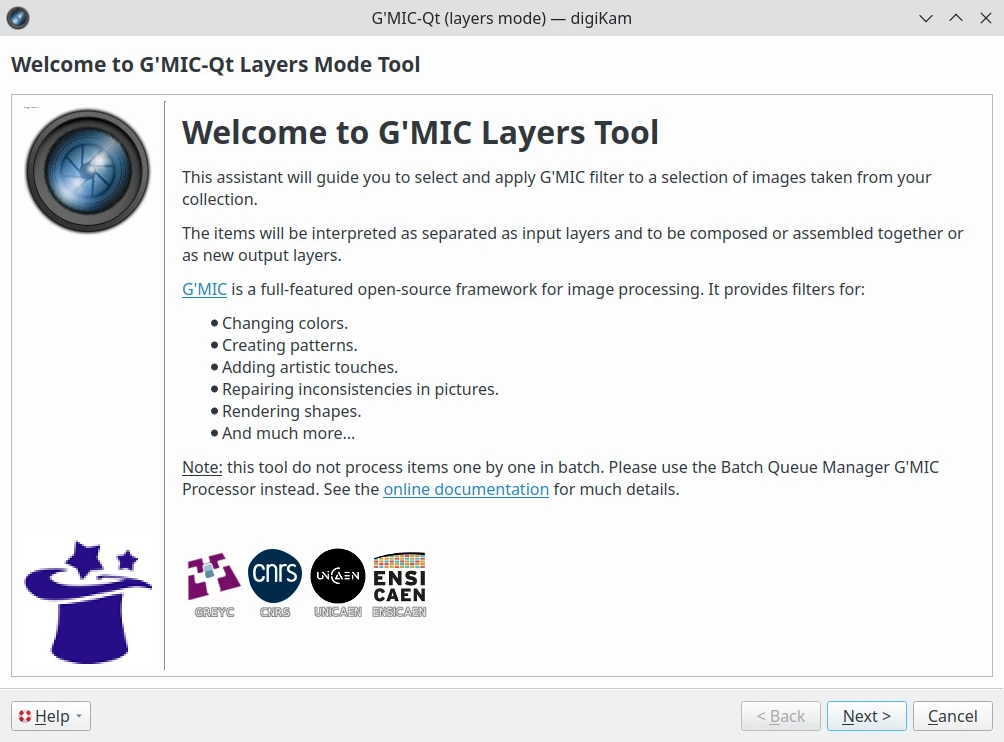 G'MIC-Qt (layers mode) — digiKam
Welcome to G'MIC-Qt Layers Mode Tool
Welcome to G'MIC Layers Tool
This assistant will guide you to select and apply G'MIC filter to a selection of images taken from your
collection.
The items will be interpreted as separated as input layers and to be composed or assembled together or
as new output layers.
G'MIC is a full-featured open-source framework for image processing. It provides filters for:
• Changing colors.
• Creating patterns.
• Adding artistic touches.
• Repairing inconsistencies in pictures.
• Rendering shapes.
• And much more...
Note: this tool do not process items one by one in batch. Please use the Batch Queue Manager G'MIC
Processor instead. See the online documentation for much details.
cnrs
UNICAEN
ENSI
CAEN
GREYC CNRS UNICAEN ENSICAEN
Help < Back Next > Cancel